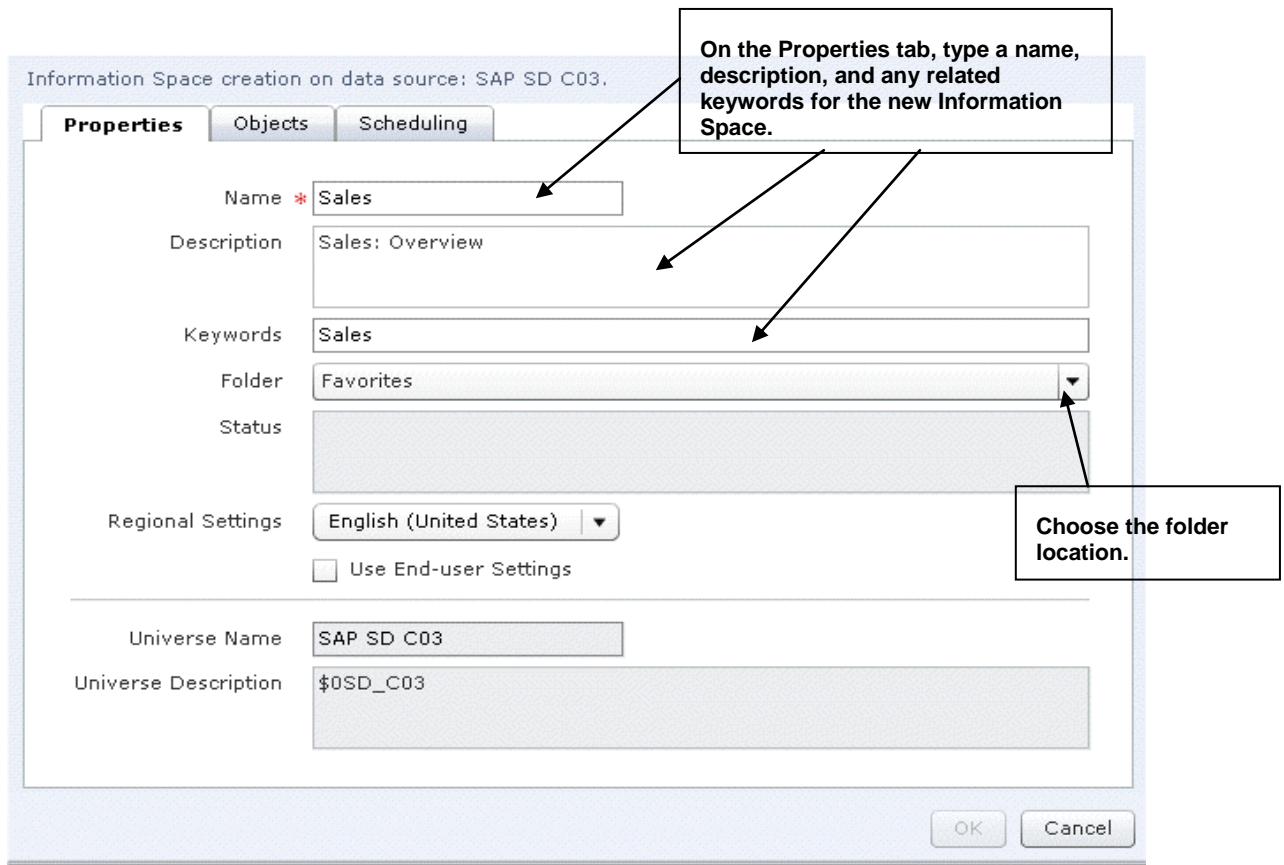 On the Properties tab, type a name,
description, and any related
keywords for the new Information
Space.
Information Space creation on data source: SAP SD C03.
Properties Objects Scheduling
Name * Sales
Description Sales: Overview
Keywords Sales
Folder Favorites
Status
Regional Settings English (United States)
Use End-user Settings
Choose the folder
location.
Universe Name SAP SD C03
Universe Description $0SD_C03
OK Cancel